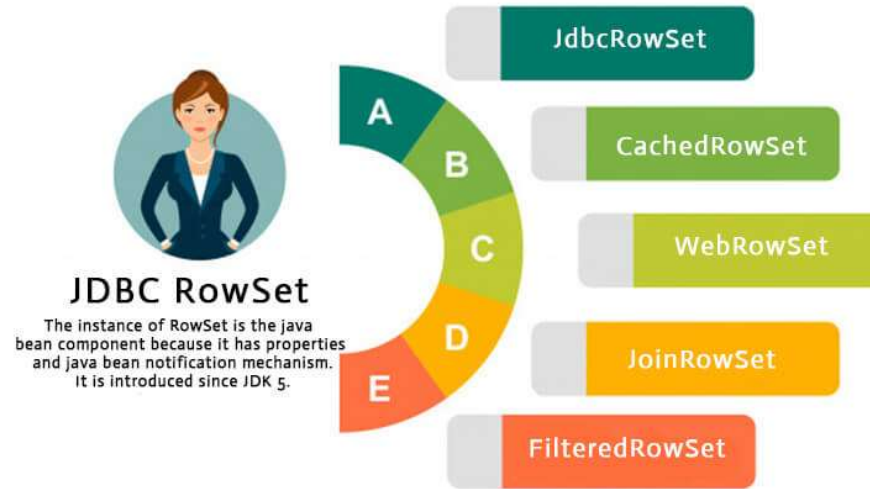 JDBC RowSet
The instance of RowSet is the java
bean component because it has properties
and java bean notification mechanism.
It is introduced since JDK 5.
A
JdbcRowSet
B
CachedRowSet
C
WebRowSet
D
JoinRowSet
E
FilteredRowSet